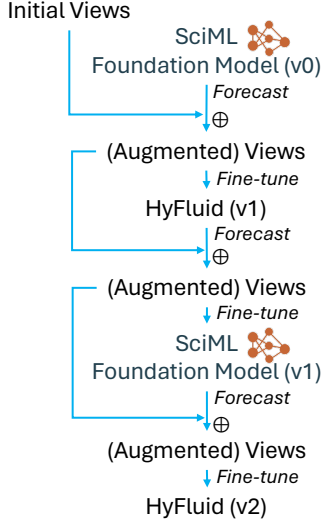 Initial Views
SciML
Foundation Model (v0)
Forecast
⊕
(Augmented) Views
Fine-tune
HyFluid (v1)
Forecast
⊕
(Augmented) Views
Fine-tune
SciML
Foundation Model (v1)
Forecast
⊕
(Augmented) Views
Fine-tune
HyFluid (v2)